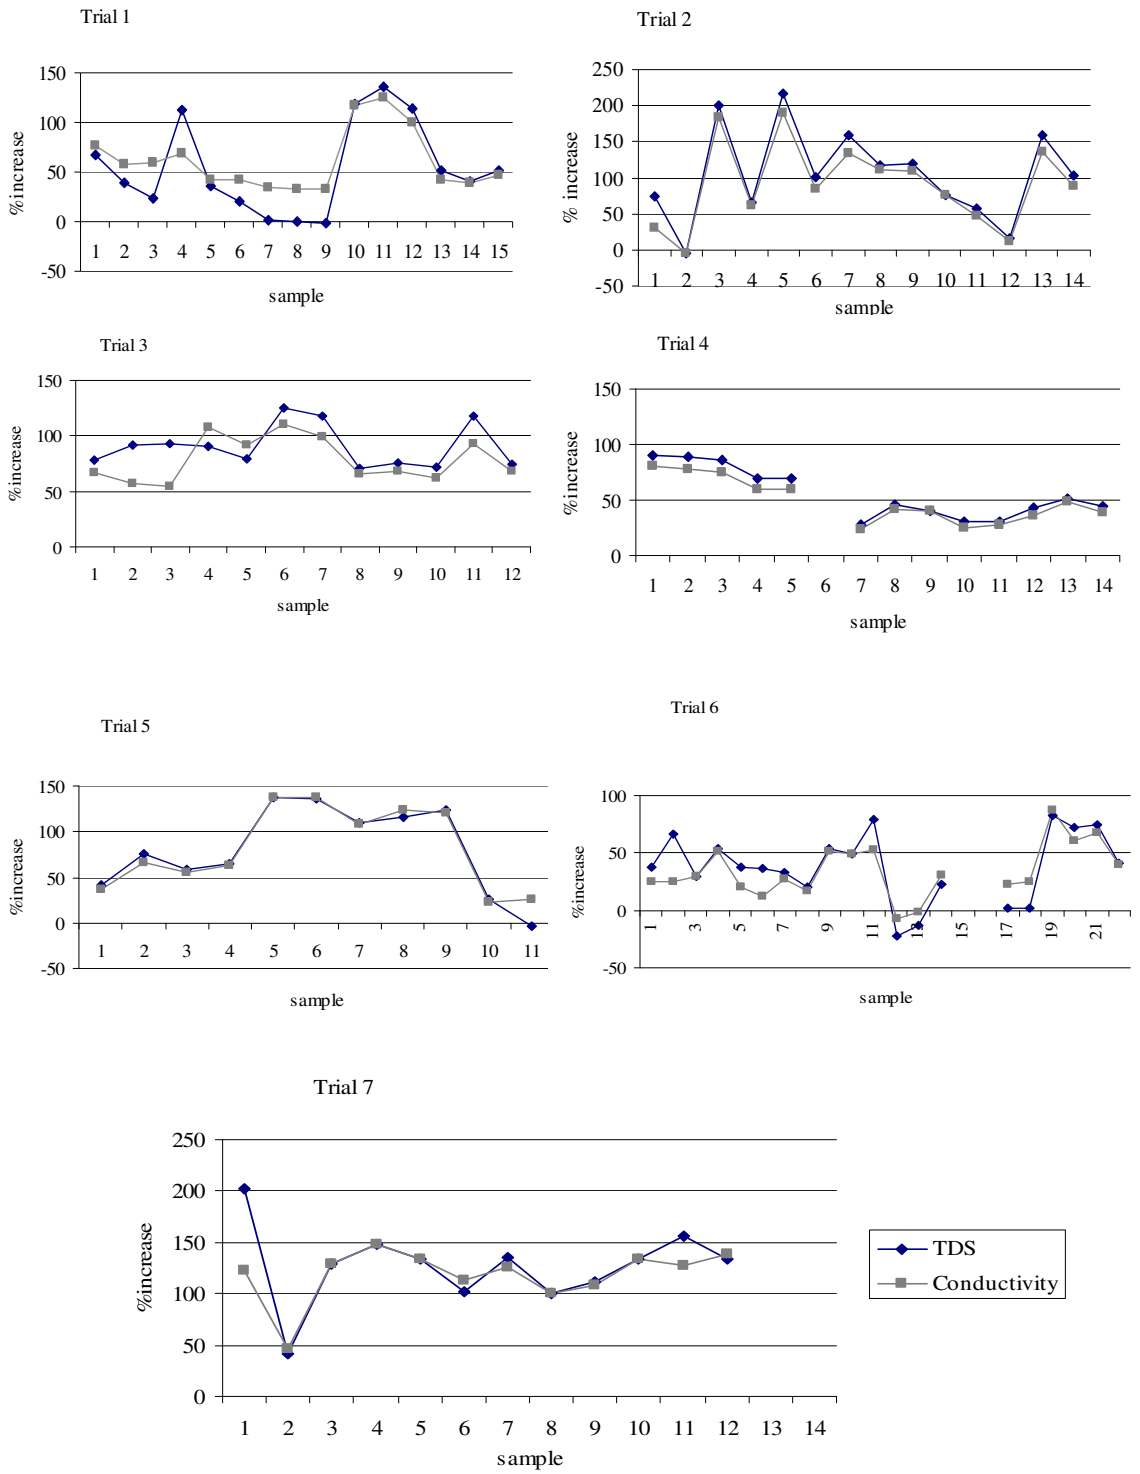 Trial 1
150
100
50
0
-50
%increase
1 2 3 4 5 6 7 8 9 10 11 12 13 14 15
sample
Trial 2
250
200
150
100
50
0
-50
% increase
1 2 3 4 5 6 7 8 9 10 11 12 13 14
sample
Trial 3
150
100
50
0
%increase
1 2 3 4 5 6 7 8 9 10 11 12
sample
Trial 4
150
100
50
0
%increase
1 2 3 4 5 6 7 8 9 10 11 12 13 14
sample
Trial 5
150
100
50
0
-50
%increase
1 2 3 4 5 6 7 8 9 10 11
sample
Trial 6
100
50
0
-50
%increase
1 3 5 7 9 11 13 15 17 19 21
sample
Trial 7
250
200
150
100
50
0
%increase
1 2 3 4 5 6 7 8 9 10 11 12 13 14
sample
TDS
Conductivity